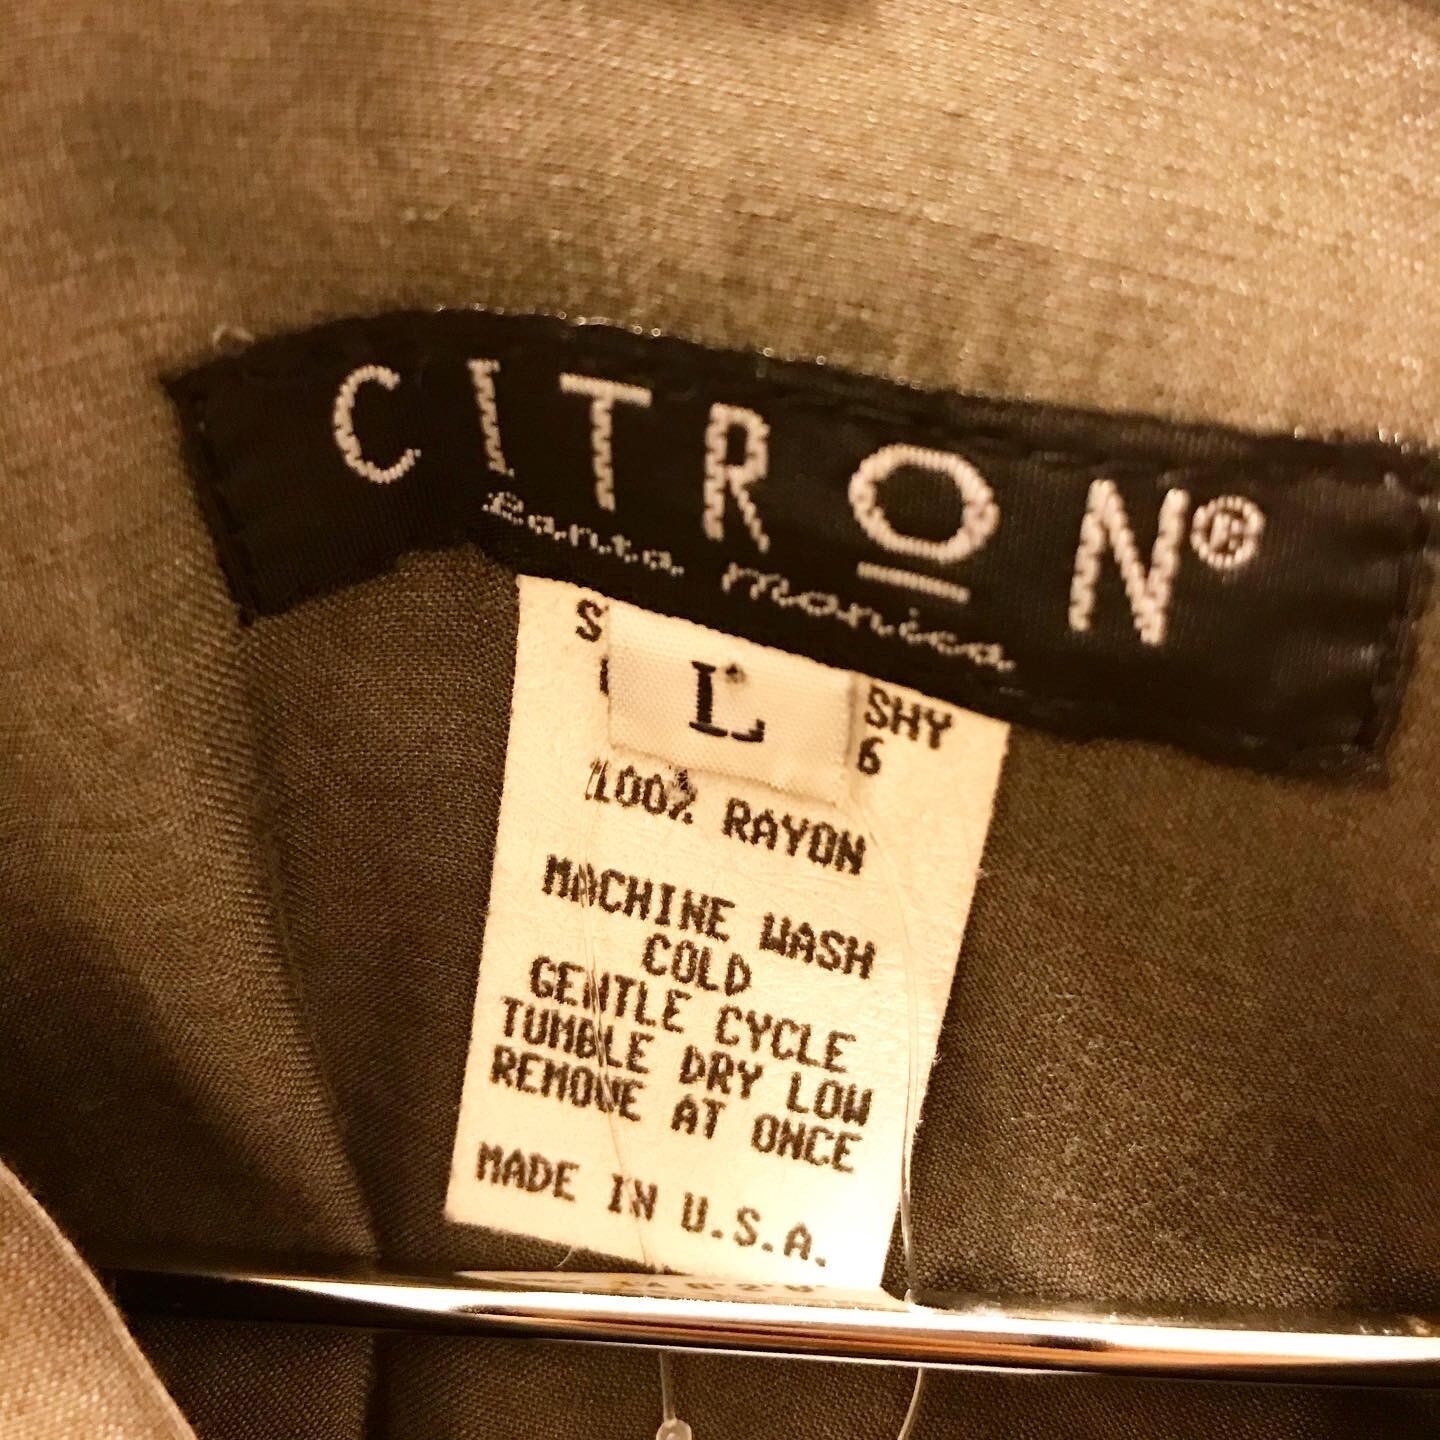 CITRON®
Santa Monica
L
SHY
6
100% RAYON
MACHINE WASH
COLD
GENTLE CYCLE
TUMBLE DRY LOW
REMOVE AT ONCE
MADE IN U.S.A.